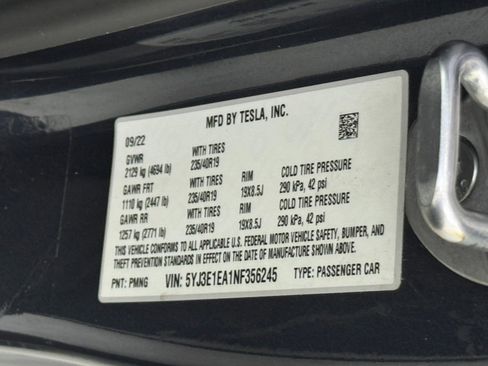 MFD BY TESLA, INC.
09/22
GVWR WITH TIRES
2129 kg (4694 lb) 235/40R19
GAWR FRT WITH TIRES RIM COLD TIRE PRESSURE
1110 kg (2447 lb) 235/40R19 19X8.5J 290 kPa, 42 psi
GAWR RR WITH TIRES RIM COLD TIRE PRESSURE
1257 kg (2771 lb) 235/40R19 19X8.5J 290 kPa, 42 psi
THIS VEHICLE CONFORMS TO ALL APPLICABLE U.S. FEDERAL MOTOR VEHICLE SAFETY, BUMPER, AND
THEFT PREVENTION STANDARDS IN EFFECT ON THE DATE OF MANUFACTURE SHOWN ABOVE.
PNT: PMNG VIN: 5YJ3E1EA1NF356245 TYPE: PASSENGER CAR